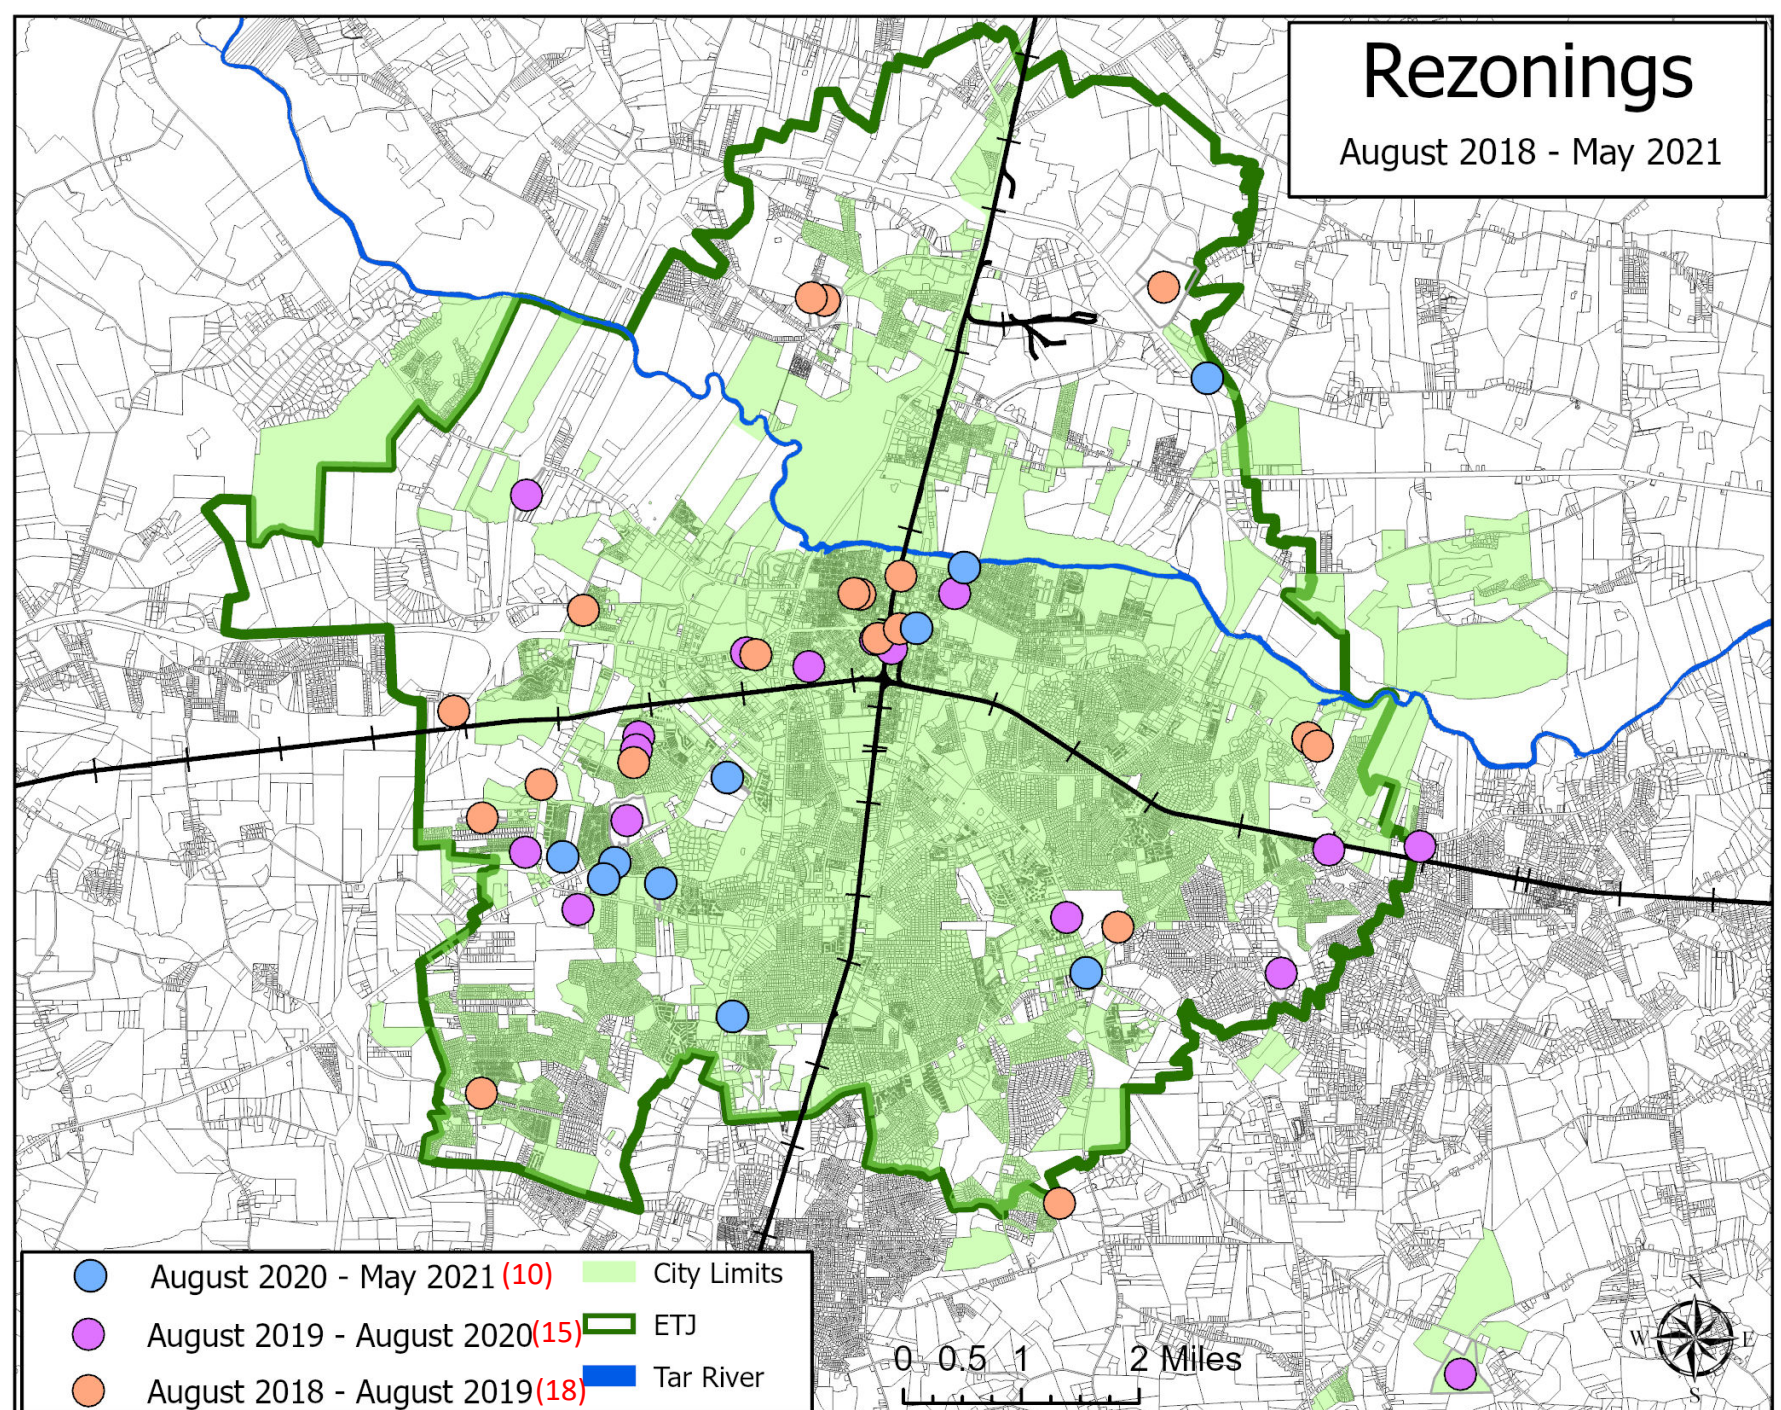 Rezonings
August 2018 - May 2021
August 2020 - May 2021 (10)
August 2019 - August 2020(15)
August 2018 - August 2019(18)
City Limits
ETJ
Tar River
0 0.5 1 2 Miles
N
W E
S